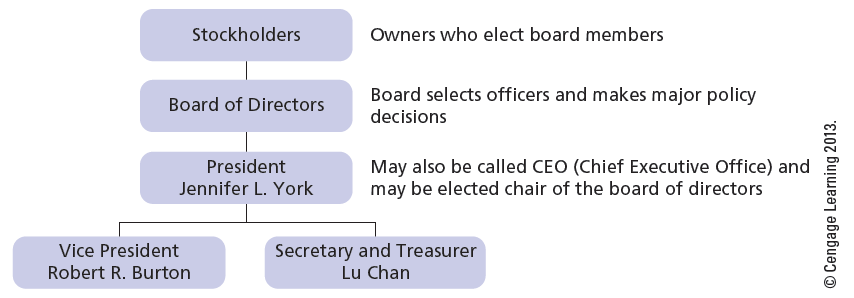 Stockholders
Owners who elect board members
Board of Directors
Board selects officers and makes major policy
decisions
President
Jennifer L. York
May also be called CEO (Chief Executive Office) and
may be elected chair of the board of directors
Vice President
Robert R. Burton
Secretary and Treasurer
Lu Chan
© Cengage Learning 2013.